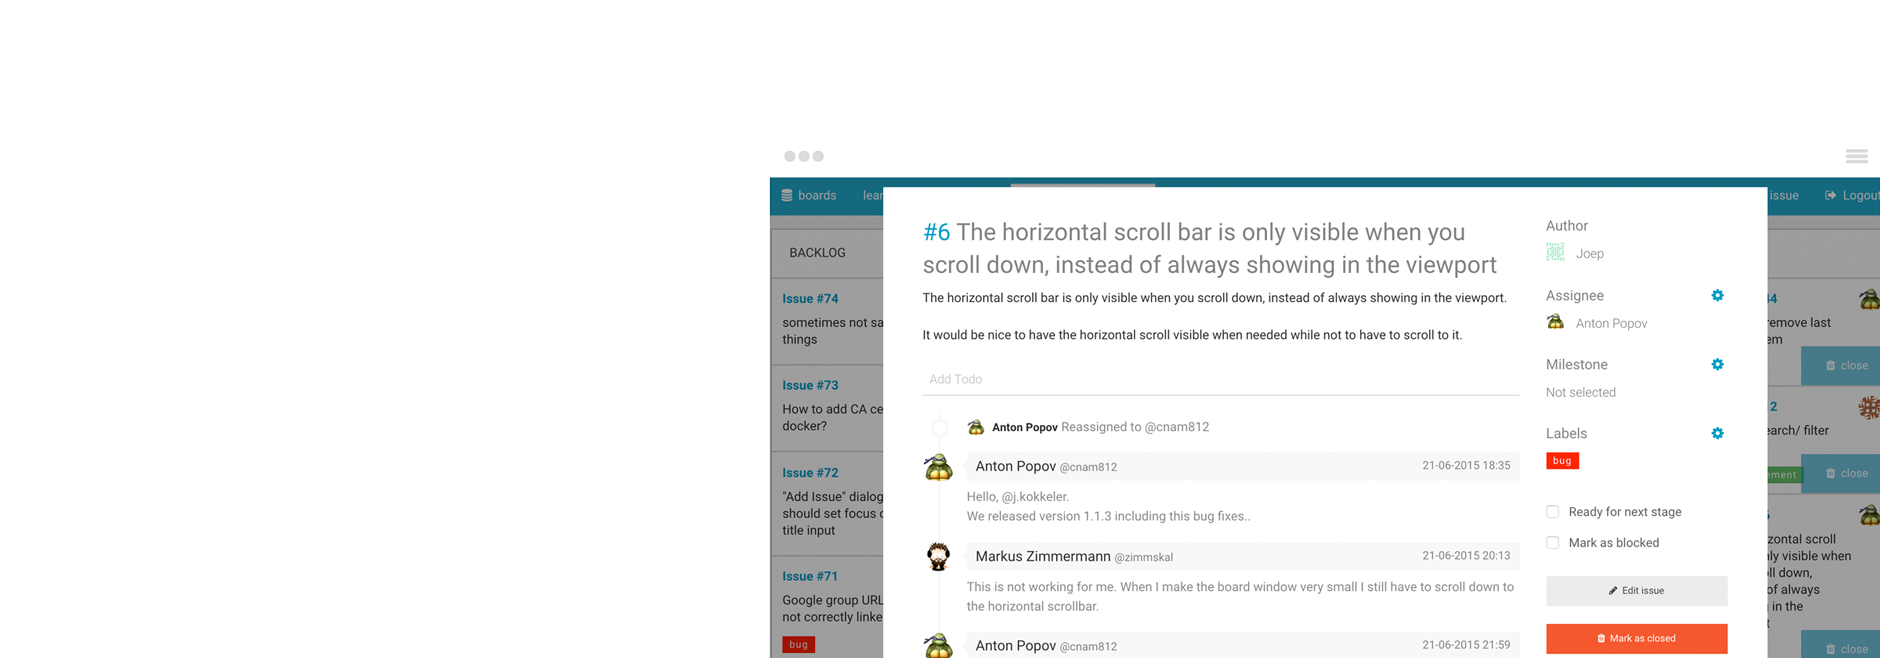 boards
lear
issue
Logout
BACKLOG
Issue #74
sometimes not sa
things
Issue #73
How to add CA ce
docker?
Issue #72
"Add Issue" dialog
should set focus o
title input
Issue #71
Google group URL
not correctly linke
bug
#6 The horizontal scroll bar is only visible when you
scroll down, instead of always showing in the viewport
The horizontal scroll bar is only visible when you scroll down, instead of always showing in the viewport.
It would be nice to have the horizontal scroll visible when needed while not to have to scroll to it.
Add Todo
Anton Popov Reassigned to @cnam812
Anton Popov @cnam812 21-06-2015 18:35
Hello, @j.kokkeler.
We released version 1.1.3 including this bug fixes..
Markus Zimmermann @zimmskal 21-06-2015 20:13
This is not working for me. When I make the board window very small I still have to scroll down to
the horizontal scrollbar.
Anton Popov @cnam812 21-06-2015 21:59
Author
Joep
Assignee
Anton Popov
Milestone
Not selected
Labels
bug
Ready for next stage
Mark as blocked
Edit issue
Mark as closed
44
remove last
em
close
2
earch/ filter
ement
close
zontal scroll
nly visible when
oll down,
of always
in the
t
close